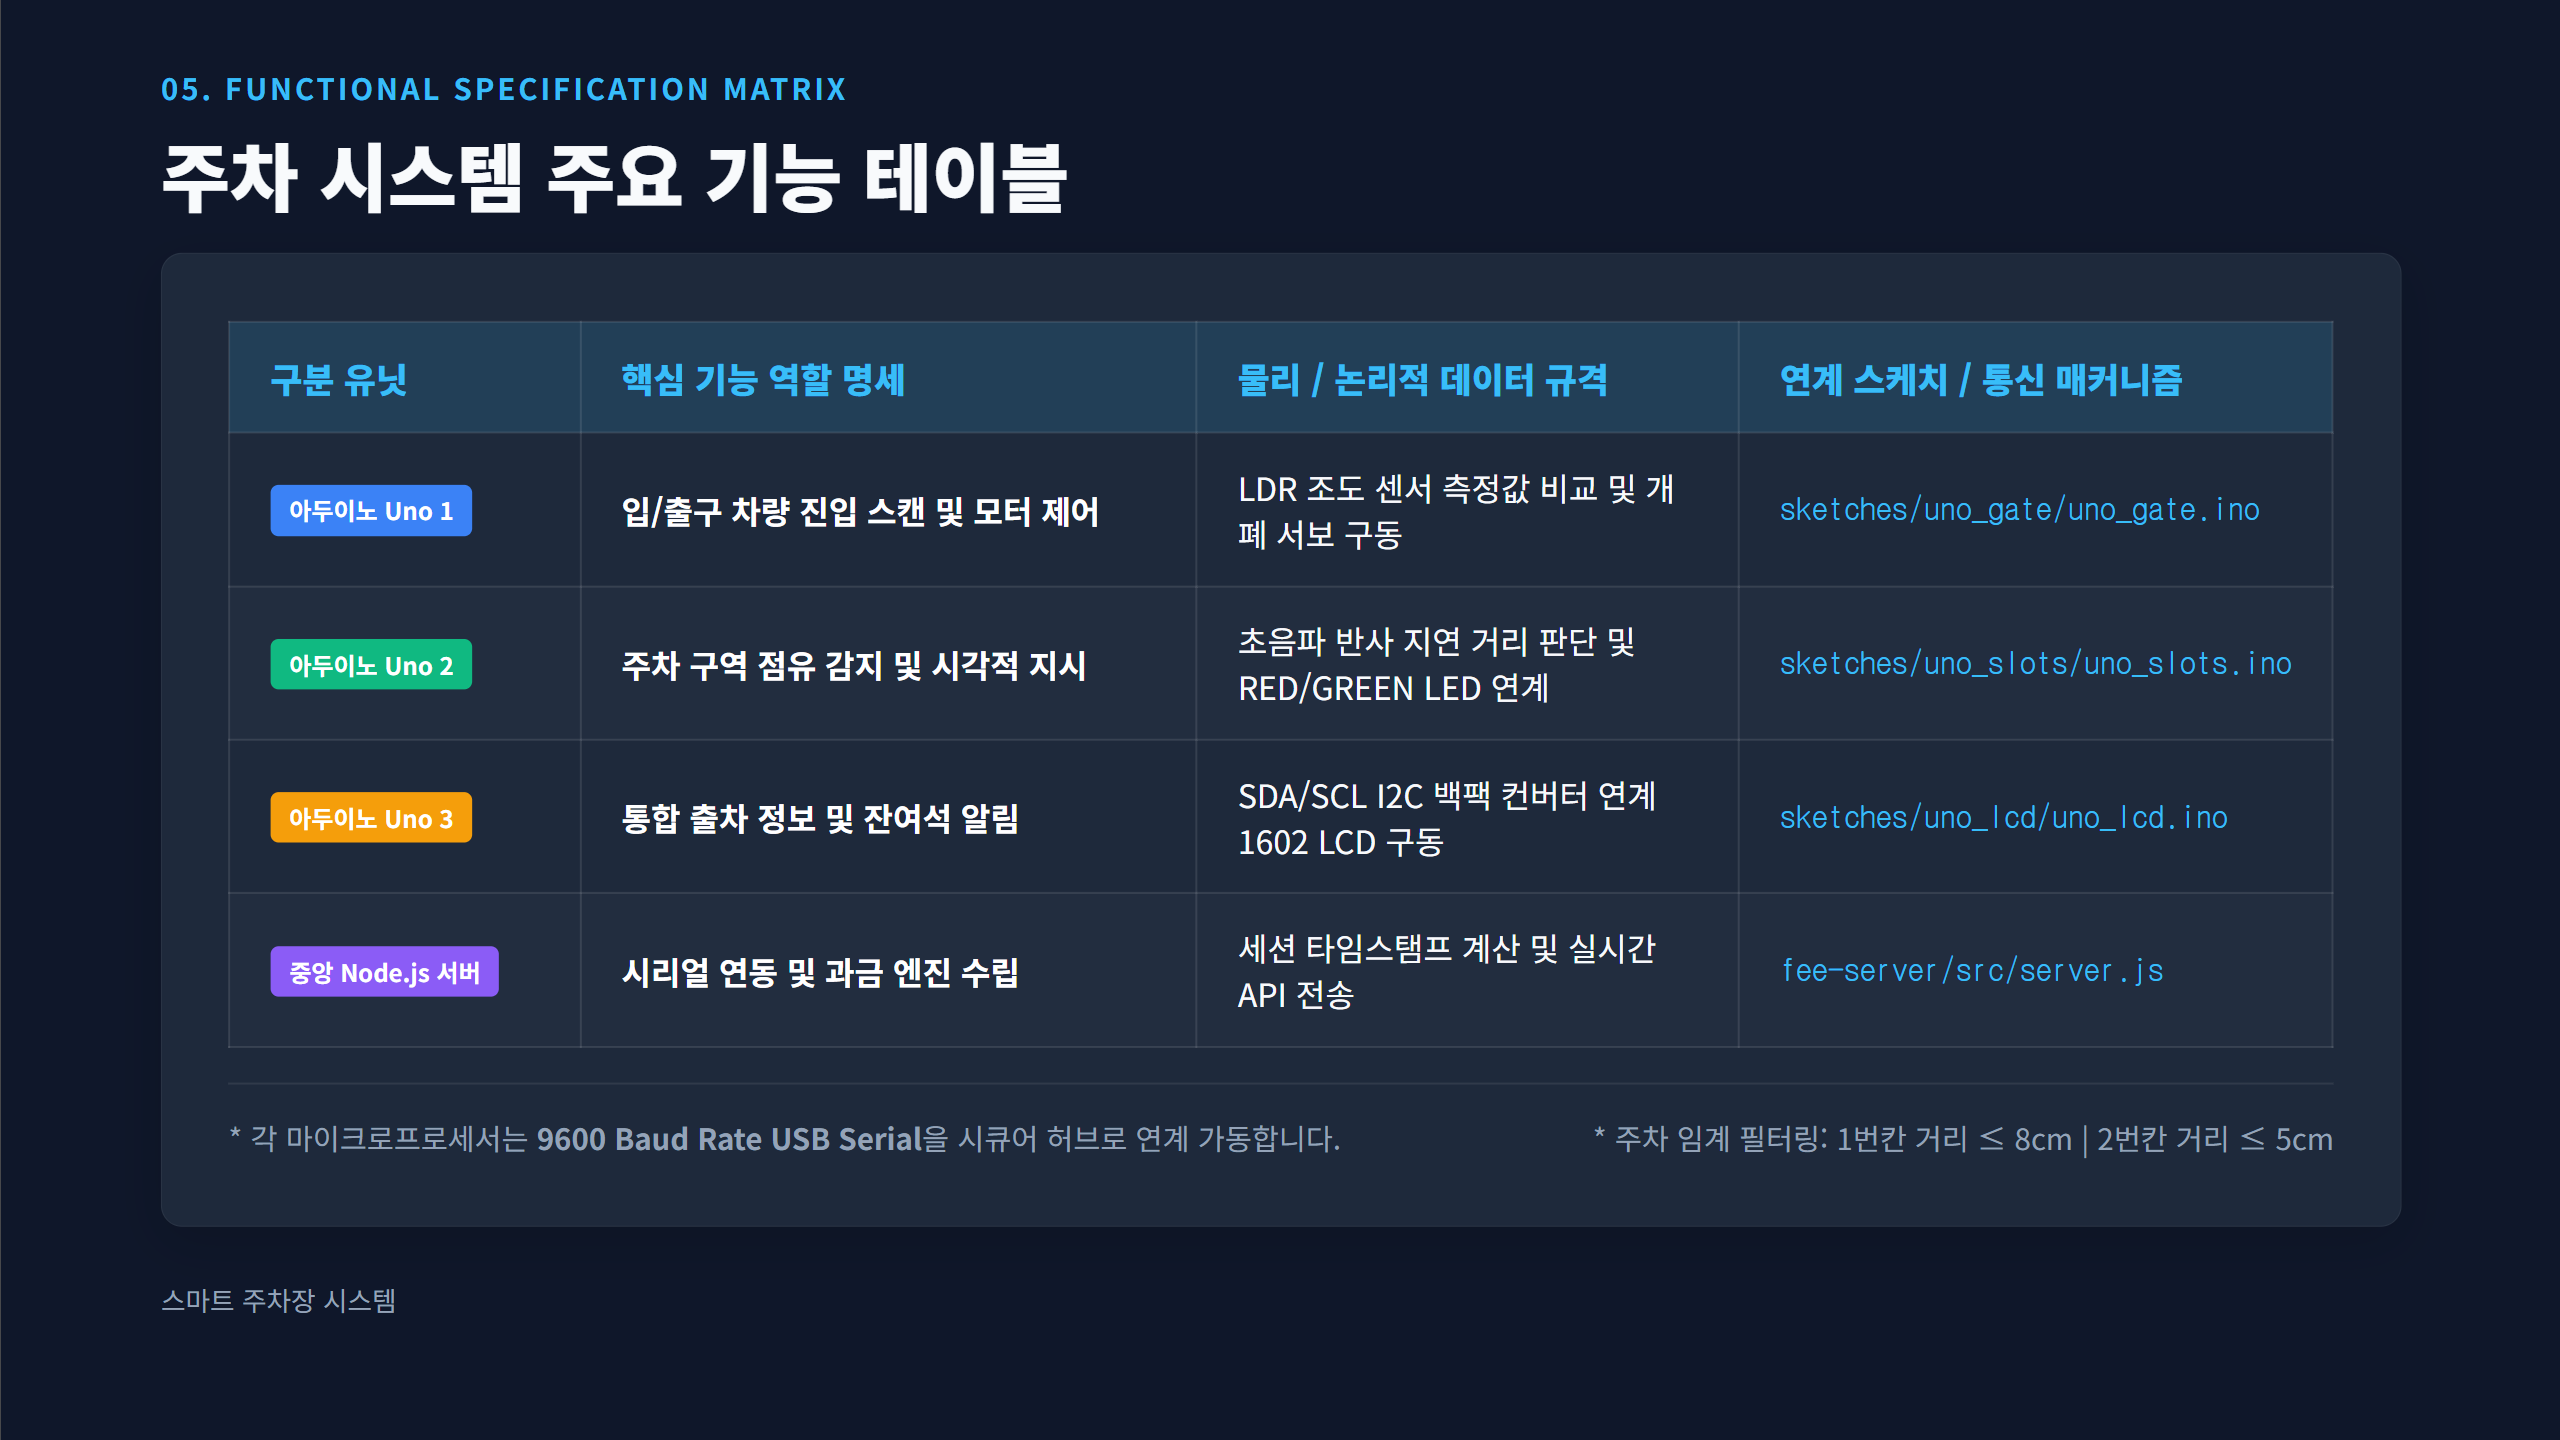 05. FUNCTIONAL SPECIFICATION MATRIX
주차 시스템 주요 기능 테이블
구분 유닛
핵심 기능 역할 명세
물리 / 논리적 데이터 규격
연계 스케치 / 통신 매커니즘
아두이노 Uno 1
입/출구 차량 진입 스캔 및 모터 제어
LDR 조도 센서 측정값 비교 및 개
폐 서보 구동
sketches/uno_gate/uno_gate.ino
아두이노 Uno 2
주차 구역 점유 감지 및 시각적 지시
초음파 반사 지연 거리 판단 및
RED/GREEN LED 연계
sketches/uno_slots/uno_slots.ino
아두이노 Uno 3
통합 출차 정보 및 잔여석 알림
SDA/SCL I2C 백팩 컨버터 연계
1602 LCD 구동
sketches/uno_lcd/uno_lcd.ino
중앙 Node.js 서버
시리얼 연동 및 과금 엔진 수립
세션 타임스탬프 계산 및 실시간
API 전송
fee-server/src/server.js
* 각 마이크로프로세서는 9600 Baud Rate USB Serial을 시큐어 허브로 연계 가동합니다.
* 주차 임계 필터링: 1번칸 거리 ≤ 8cm | 2번칸 거리 ≤ 5cm
스마트 주차장 시스템